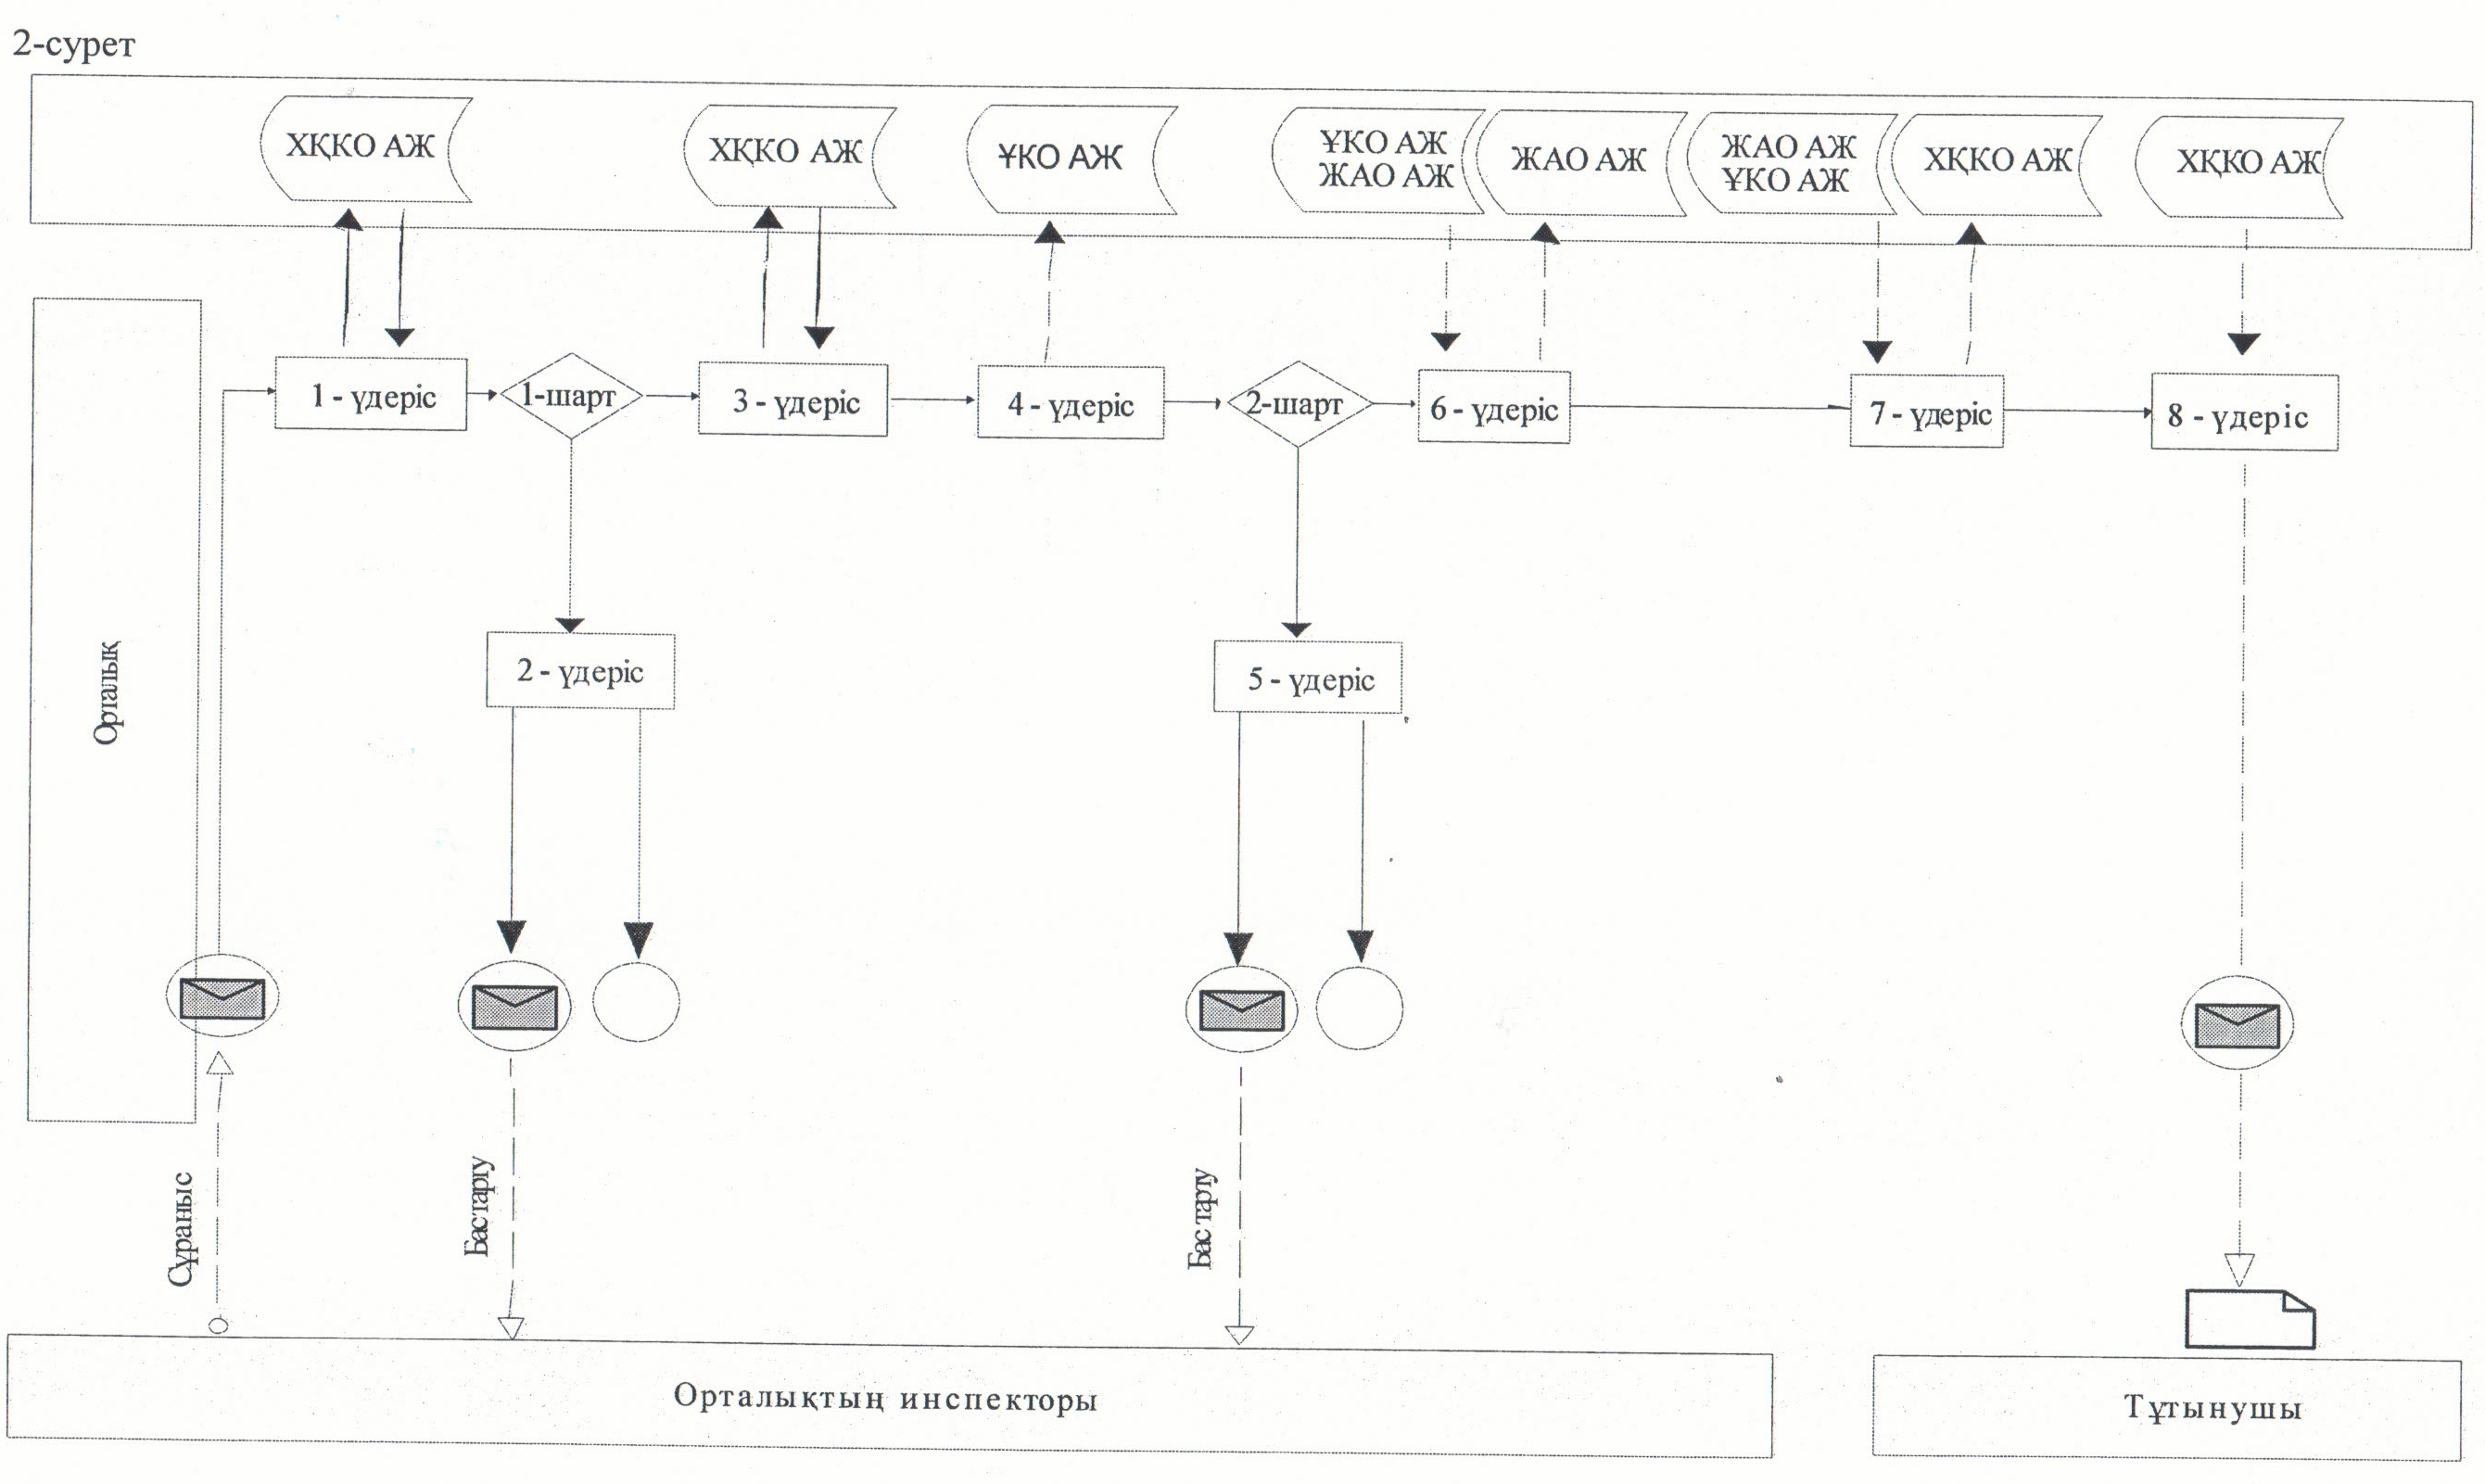 2-сурет
ХҚКО АЖ
ХҚКО АЖ
ҰКО АЖ
ҰКО АЖ
ЖАО АЖ
ЖАО АЖ
ЖАО АЖ
ҰКО АЖ
ХҚКО АЖ
ХҚКО АЖ
1 - үдеріс
1-шарт
3 - үдеріс
4 - үдеріс
2-шарт
6 - үдеріс
7 - үдеріс
8 - үдеріс
2 - үдеріс
5 - үдеріс
Орталық
Сұраныс
Бас тарту
Бас тарту
Орталықтың инспекторы
Тұтынушы